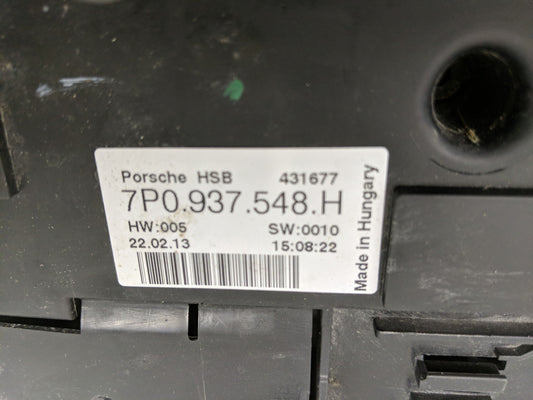 Porsche HSB 431677
7P0.937.548.H
HW:005 SW:0010
22.02.13 15:08:22
Made in Hungary